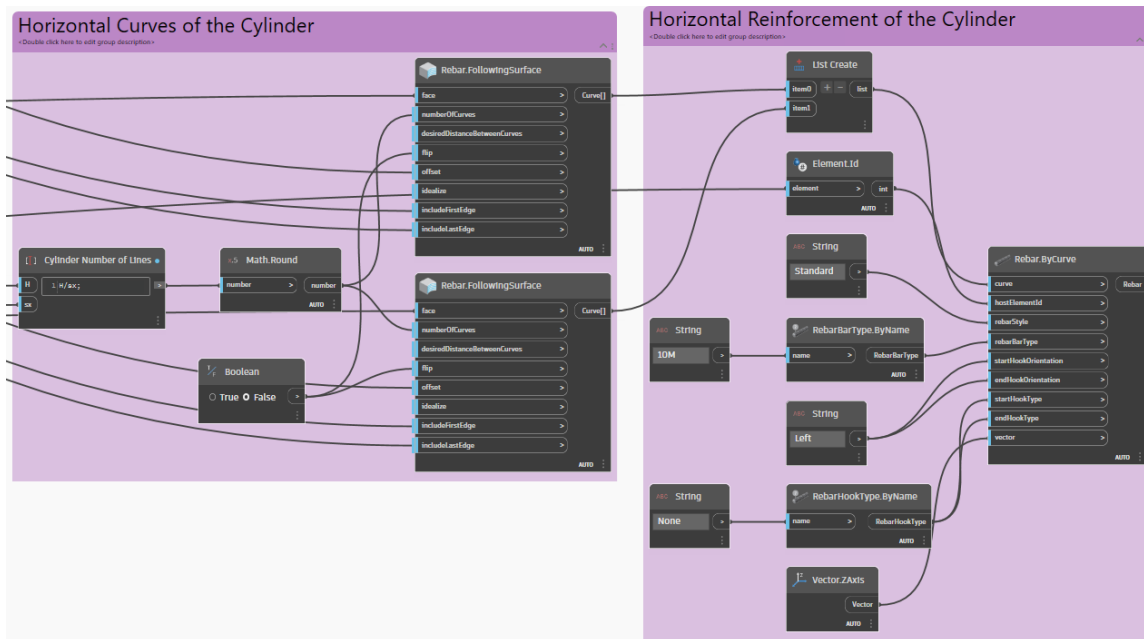 Horizontal Curves of the Cylinder
<Double click here to edit group description>
Rebar.FollowingSurface
face >
Curve[]
numberOfCurves >
desiredDistanceBetweenCurves >
flip >
offset >
idealize >
includeFirstEdge >
includeLastEdge >
AUTO
Cylinder Number of Lines
H
1 H/sx;
>
sx
Math.Round
number >
number
AUTO
Rebar.FollowingSurface
face >
Curve[]
numberOfCurves >
desiredDistanceBetweenCurves >
flip >
offset >
idealize >
includeFirstEdge >
includeLastEdge >
AUTO
Boolean
True False >
Horizontal Reinforcement of the Cylinder
<Double click here to edit group description>
List Create
item0 + - list
item1
Element.Id
element >
int
AUTO
ABC String
Standard >
ABC String
10M >
RebarBarType.ByName
name >
RebarBarType
AUTO
ABC String
Left >
ABC String
None >
RebarHookType.ByName
name >
RebarHookType
AUTO
Vector.ZAxis
Vector
AUTO
Rebar.ByCurve
curve >
Rebar
hostElementId >
rebarStyle >
rebarBarType >
startHookOrientation >
endHookOrientation >
startHookType >
endHookType >
vector >
AUTO